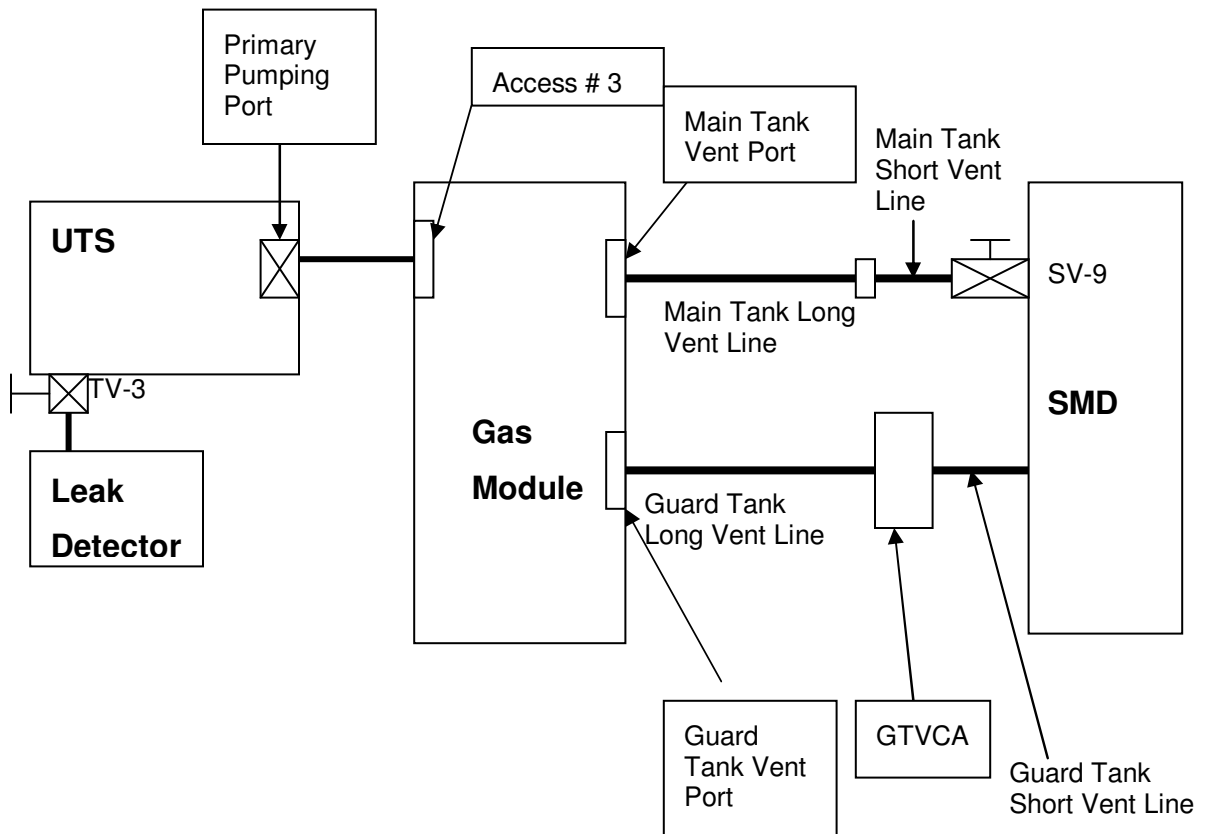 Primary
Pumping
Port
Access # 3
Main Tank
Vent Port
Main Tank
Short Vent
Line
UTS
SV-9
Main Tank Long
Vent Line
TV-3
SMD
Gas
Module
Leak
Detector
Guard Tank
Long Vent Line
Guard
Tank Vent
Port
GTVCA
Guard Tank
Short Vent Line